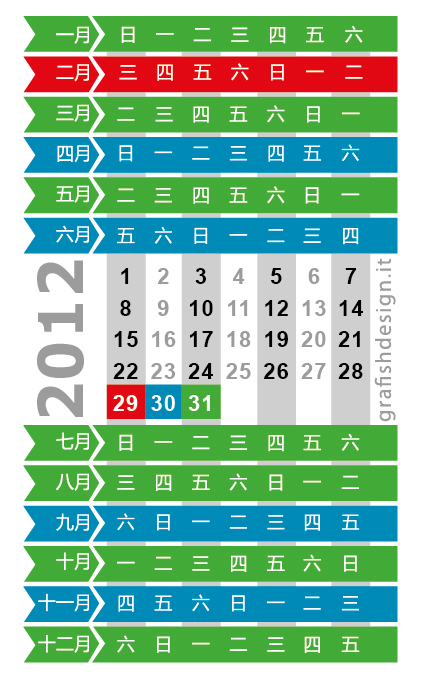 一月 日 一 二 三 四 五 六
二月 三 四 五 六 日 一 二
三月 二 三 四 五 六 日 一
四月 日 一 二 三 四 五 六
五月 二 三 四 五 六 日 一
六月 五 六 日 一 二 三 四
2012
1 2 3 4 5 6 7
8 9 10 11 12 13 14
15 16 17 18 19 20 21
22 23 24 25 26 27 28
29 30 31
grafishdesign.it
七月 日 一 二 三 四 五 六
八月 三 四 五 六 日 一 二
九月 六 日 一 二 三 四 五
十月 一 二 三 四 五 六 日
十一月 四 五 六 日 一 二 三
十二月 六 日 一 二 三 四 五